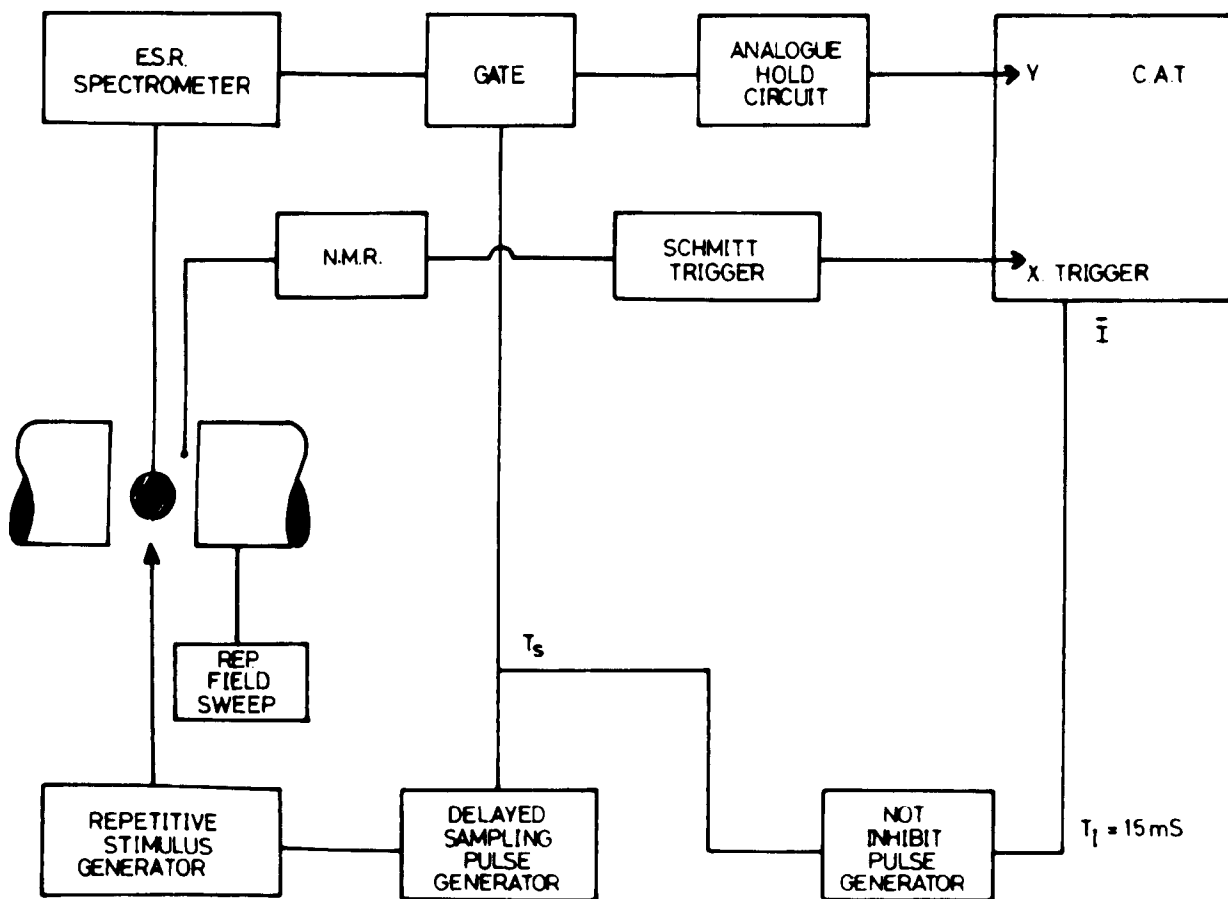 E.S.R.
SPECTROMETER
GATE
ANALOGUE
HOLD
CIRCUIT
Y
C.A.T
N.M.R.
SCHMITT
TRIGGER
X. TRIGGER
Ī
REP.
FIELD
SWEEP
Ts
REPETITIVE
STIMULUS
GENERATOR
DELAYED
SAMPLING
PULSE
GENERATOR
NOT
INHIBIT
PULSE
GENERATOR
T1 = 15 mS